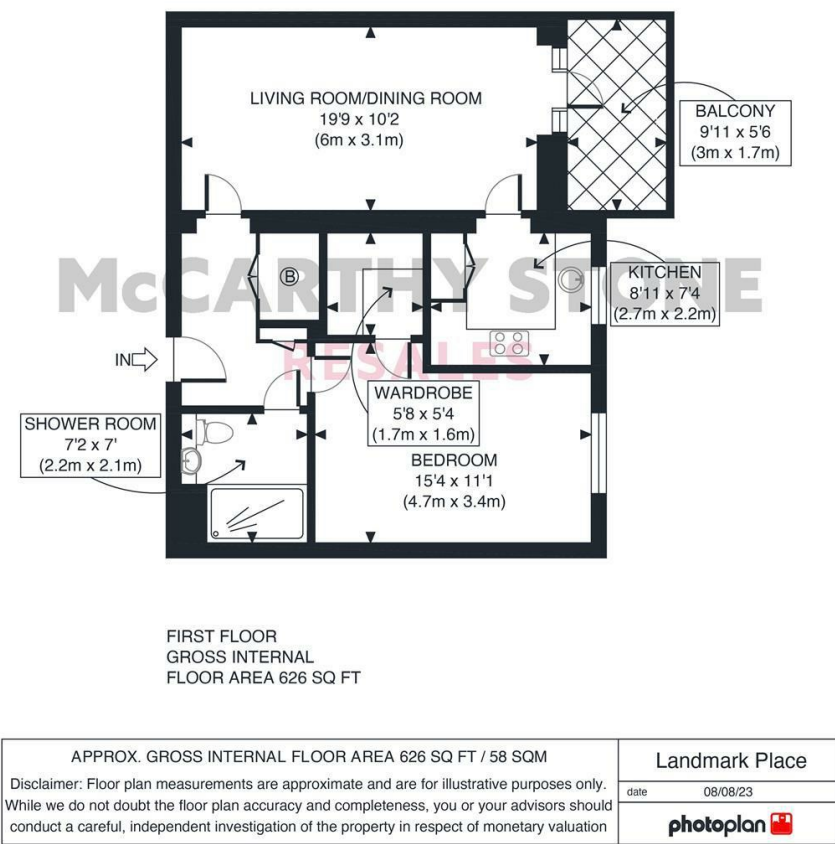 LIVING ROOM/DINING ROOM
19'9 x 10'2
(6m x 3.1m)
BALCONY
9'11 x 5'6
(3m x 1.7m)
B
McCARTHY STONE
RESALES
KITCHEN
8'11 x 7'4
(2.7m x 2.2m)
IN
WARDROBE
5'8 x 5'4
(1.7m x 1.6m)
SHOWER ROOM
7'2 x 7'
(2.2m x 2.1m)
BEDROOM
15'4 x 11'1
(4.7m x 3.4m)
FIRST FLOOR
GROSS INTERNAL
FLOOR AREA 626 SQ FT
APPROX. GROSS INTERNAL FLOOR AREA 626 SQ FT / 58 SQM
Disclaimer: Floor plan measurements are approximate and are for illustrative purposes only.
While we do not doubt the floor plan accuracy and completeness, you or your advisors should
conduct a careful, independent investigation of the property in respect of monetary valuation
Landmark Place
date 08/08/23
photoplan